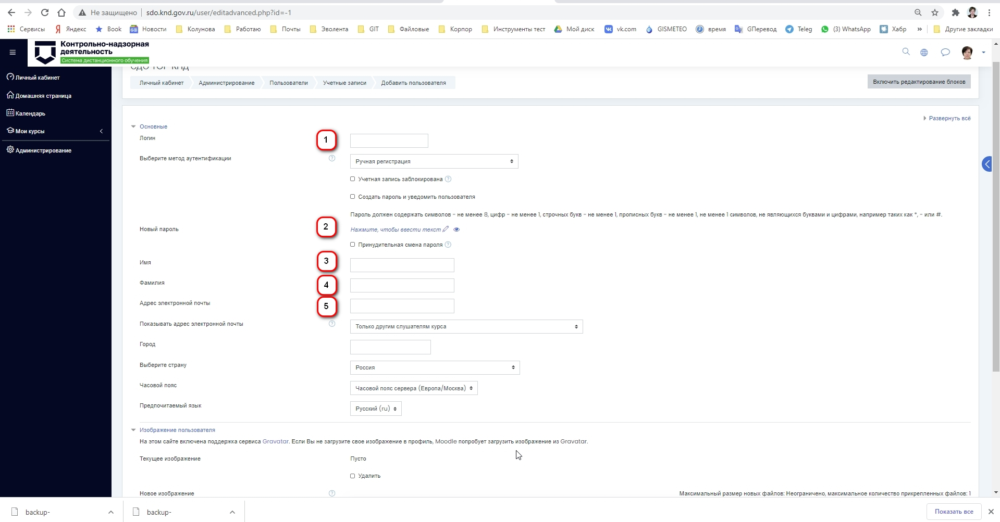 Не защищено | sdo.knd.gov.ru/user/editadvanced.php?id=-1
Сервисы Яндекс Book Новости Колунова Работаю Почты Эволента GIT Файловые Корпор Инструменты тест Мой диск vk.com GISMETEO время GПеревод Teleg (3) WhatsApp Хабр » Другие закладки
Контрольно-надзорная
деятельность
Система дистанционного обучения
Личный кабинет
Домашняя страница
Календарь
Мои курсы
Администрирование
СДО ТОР КНД
Личный кабинет Администрирование Пользователи Учетные записи Добавить пользователя
Включить редактирование блоков
Развернуть всё
Основные
Логин 1
Выберите метод аутентификации Ручная регистрация
Учетная запись заблокирована
Создать пароль и уведомить пользователя
Пароль должен содержать символов - не менее 8, цифр - не менее 1, строчных букв - не менее 1, прописных букв - не менее 1, не менее 1 символов, не являющихся буквами и цифрами, например таких как *, - или #.
Новый пароль 2 Нажмите, чтобы ввести текст
Принудительная смена пароля
Имя 3
Фамилия 4
Адрес электронной почты 5
Показывать адрес электронной почты Только другим слушателям курса
Город
Выберите страну Россия
Часовой пояс Часовой пояс сервера (Европа/Москва)
Предпочитаемый язык Русский (ru)
Изображение пользователя
На этом сайте включена поддержка сервиса Gravatar. Если Вы не загрузите свое изображение в профиль, Moodle попробует загрузить изображение из Gravatar.
Текущее изображение Пусто
Удалить
Новое изображение Максимальный размер новых файлов: Неограничено, максимальное количество прикрепленных файлов: 1
backup- backup- Показать все